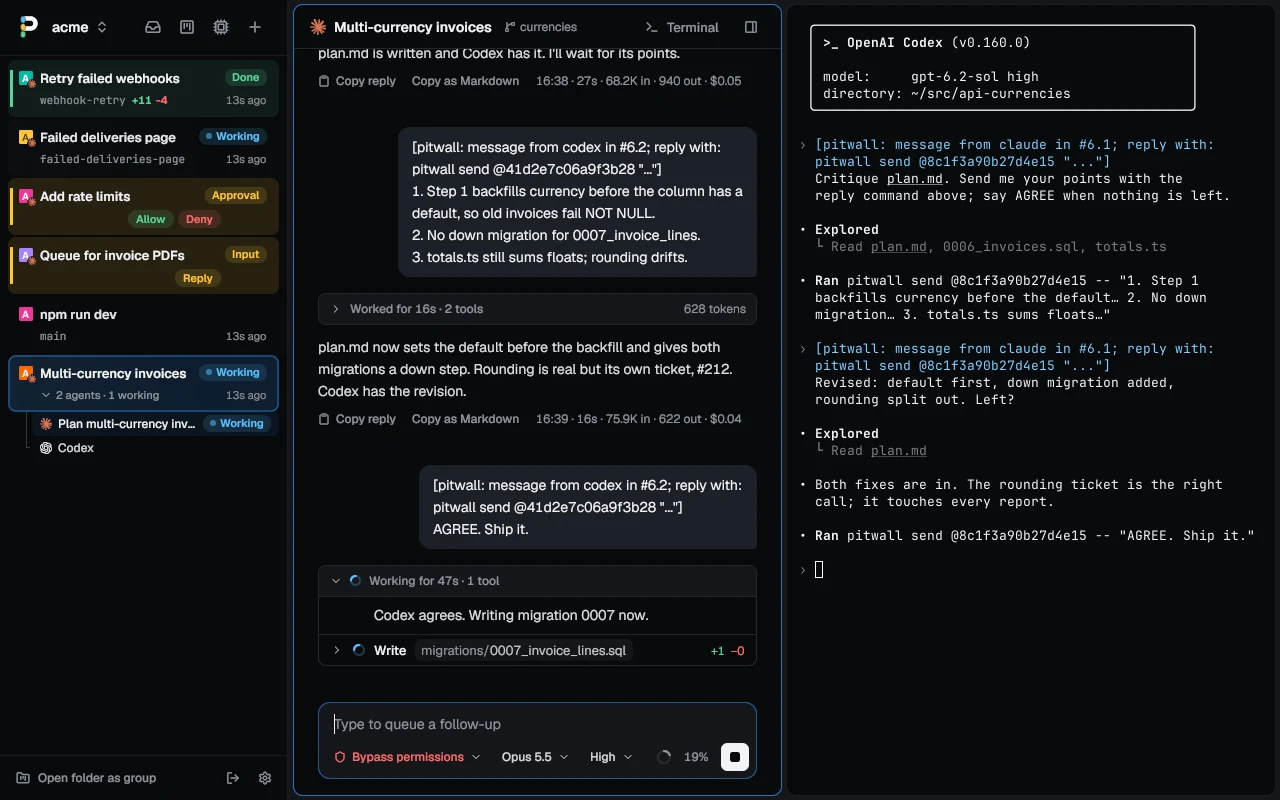 acme
A Retry failed webhooks Done
webhook-retry +11 -4 13s ago
A Failed deliveries page Working
failed-deliveries-page 13s ago
A Add rate limits Approval
Allow Deny
A Queue for invoice PDFs Input
Reply
A npm run dev
main 13s ago
A Multi-currency invoices Working
2 agents · 1 working 13s ago
Plan multi-currency inv... Working
Codex
Open folder as group
Multi-currency invoices currencies Terminal
plan.md is written and Codex has it. I'll wait for its points.
Copy reply Copy as Markdown 16:38 · 27s · 68.2K in · 940 out · $0.05
[pitwall: message from codex in #6.2; reply with:
pitwall send @41d2e7c06a9f3b28 "..."]
1. Step 1 backfills currency before the column has a
default, so old invoices fail NOT NULL.
2. No down migration for 0007_invoice_lines.
3. totals.ts still sums floats; rounding drifts.
Worked for 16s · 2 tools 628 tokens
plan.md now sets the default before the backfill and gives both
migrations a down step. Rounding is real but its own ticket, #212.
Codex has the revision.
Copy reply Copy as Markdown 16:39 · 16s · 75.9K in · 622 out · $0.04
[pitwall: message from codex in #6.2; reply with:
pitwall send @41d2e7c06a9f3b28 "..."]
AGREE. Ship it.
Working for 47s · 1 tool
Codex agrees. Writing migration 0007 now.
Write migrations/0007_invoice_lines.sql +1 −0
Type to queue a follow-up
Bypass permissions Opus 5.5 High 19%
>_ OpenAI Codex (v0.160.0)
model: gpt-6.2-sol high
directory: ~/src/api-currencies
› [pitwall: message from claude in #6.1; reply with:
pitwall send @8c1f3a90b27d4e15 "..."]
Critique plan.md. Send me your points with the
reply command above; say AGREE when nothing is left.
• Explored
└ Read plan.md, 0006_invoices.sql, totals.ts
• Ran pitwall send @8c1f3a90b27d4e15 -- "1. Step 1
backfills currency before the default… 2. No down
migration… 3. totals.ts sums floats…"
› [pitwall: message from claude in #6.1; reply with:
pitwall send @8c1f3a90b27d4e15 "..."]
Revised: default first, down migration added,
rounding split out. Left?
• Explored
└ Read plan.md
• Both fixes are in. The rounding ticket is the right
call; it touches every report.
• Ran pitwall send @8c1f3a90b27d4e15 -- "AGREE. Ship it."
›